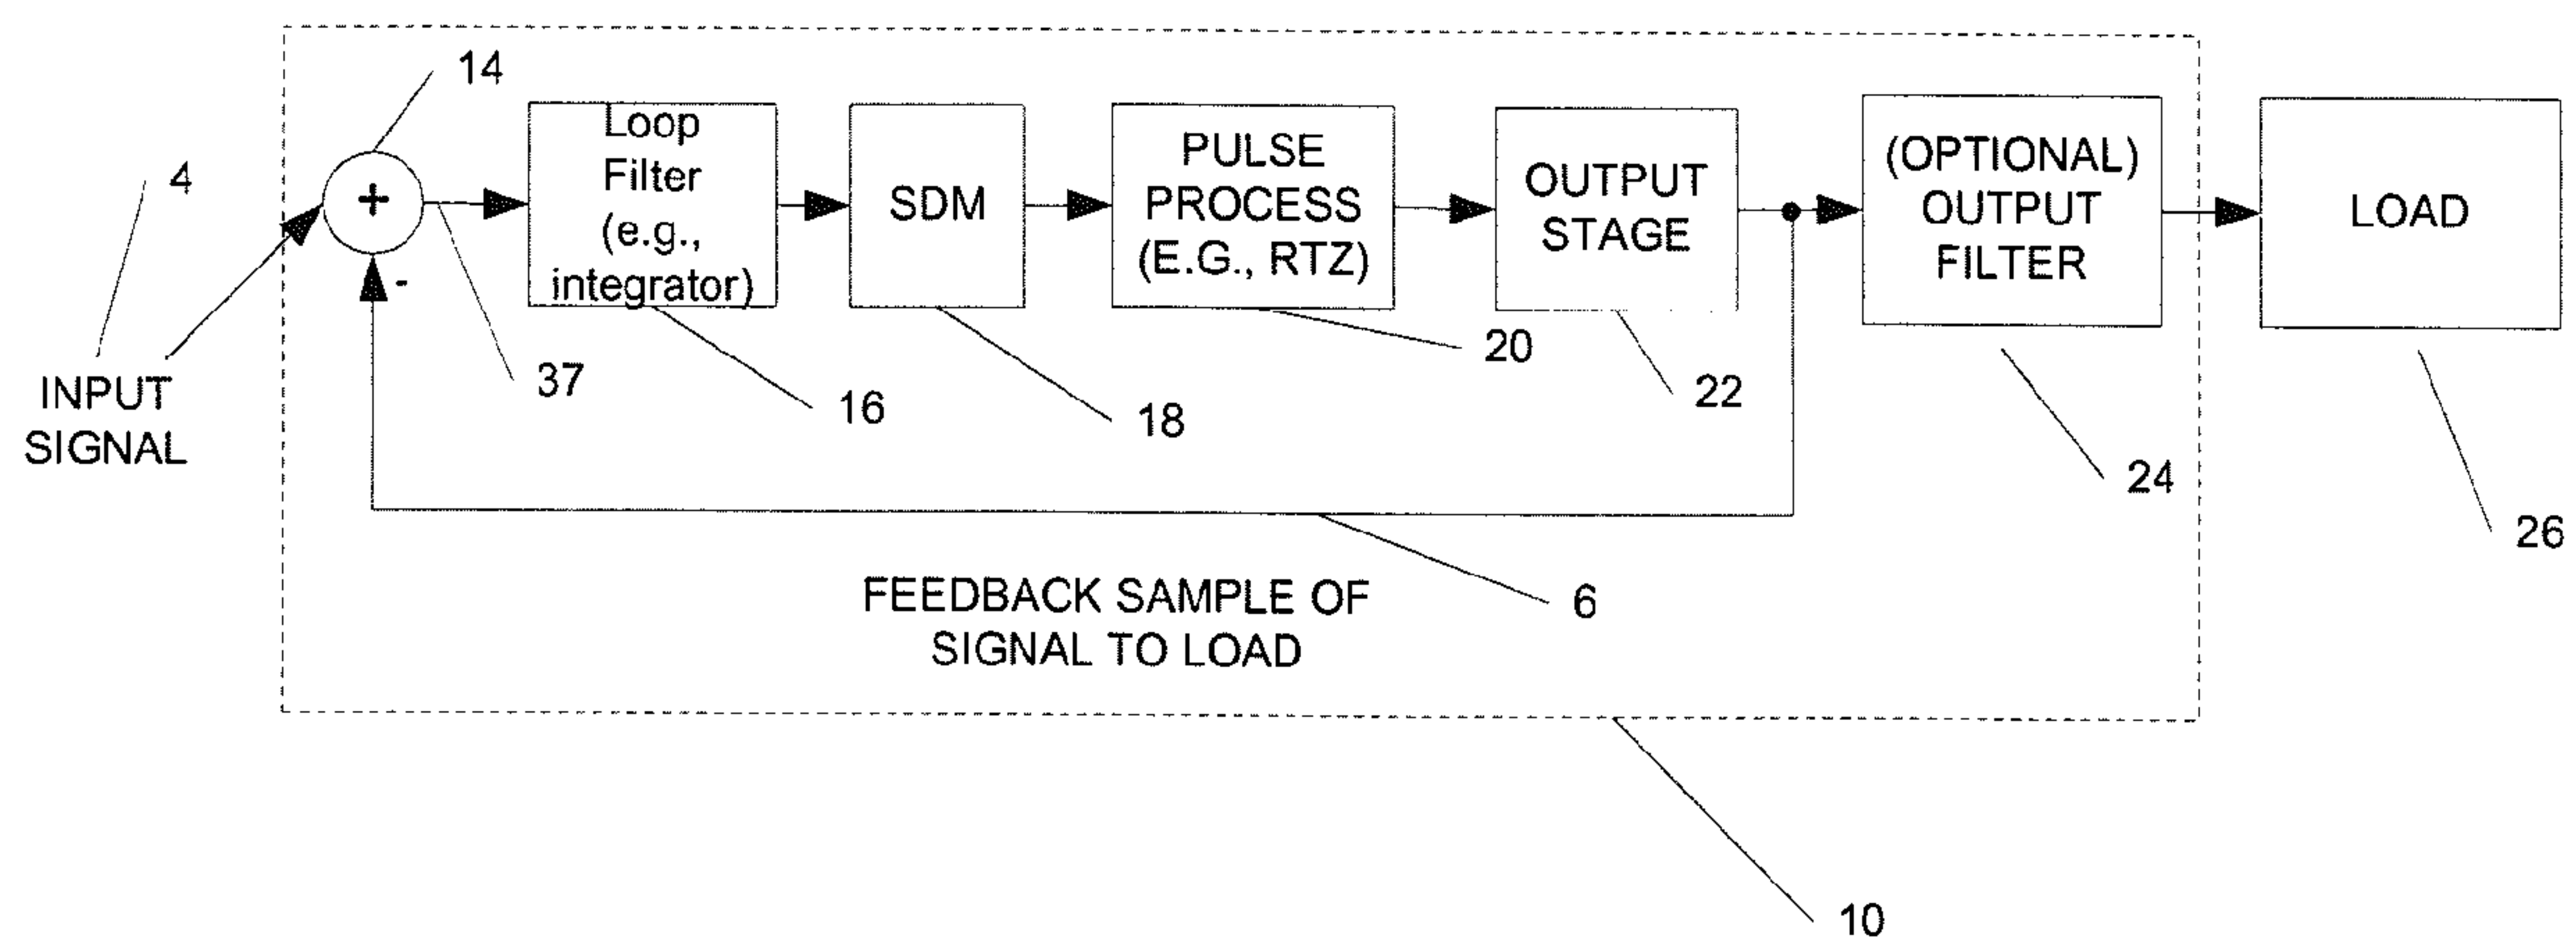 14
4
+
Loop
Filter
(e.g.,
integrator)
SDM
PULSE
PROCESS
(E.G., RTZ)
OUTPUT
STAGE
(OPTIONAL)
OUTPUT
FILTER
LOAD
-
INPUT
SIGNAL
37
16
18
20
22
24
26
6
FEEDBACK SAMPLE OF
SIGNAL TO LOAD
10